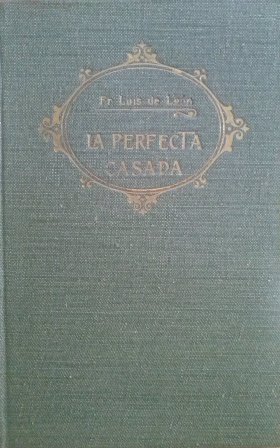 Fr Luis de León
LA PERFECTA
CASADA